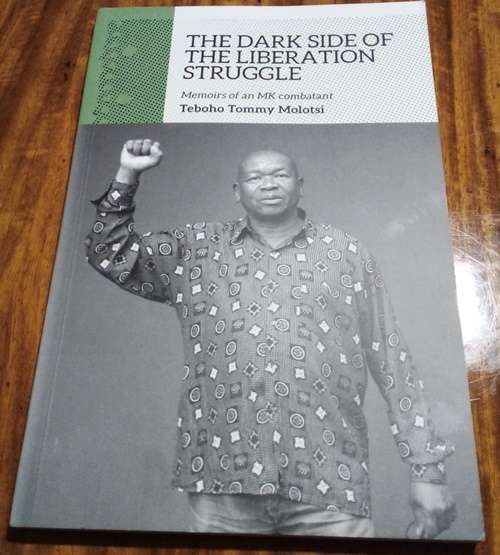 THE DARK SIDE OF
THE LIBERATION
STRUGGLE
Memoirs of an MK combatant
Teboho Tommy Molotsi